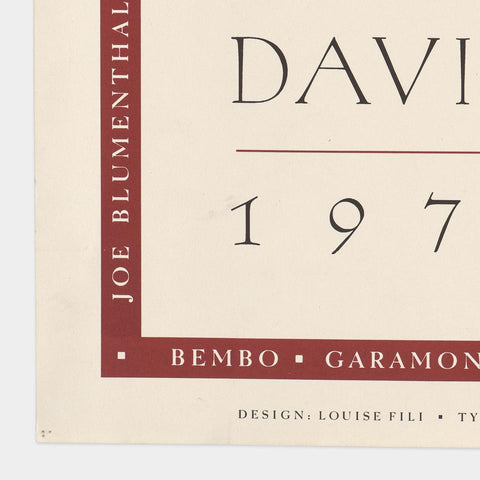 JOE BLUMENTHAL
DAVI
197
BEMBO ▪ GARAMON
DESIGN: LOUISE FILI ▪ TY